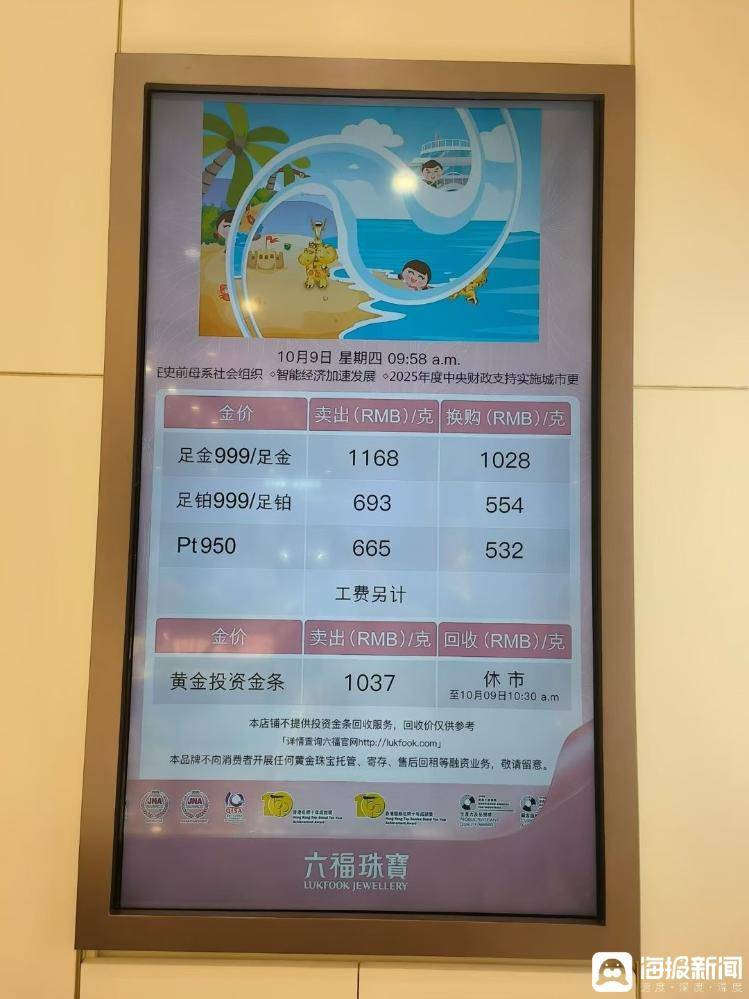 10月9日 星期四 09:58 a.m.
史前母系社会组织 ◇智能经济加速发展 ◇2025年度中央财政支持实施城市更
金价 卖出(RMB)/克 换购(RMB)/克
足金999/足金 1168 1028
足铂999/足铂 693 554
Pt950 665 532
工费另计
金价 卖出(RMB)/克 回收(RMB)/克
黄金投资金条 1037 休市
至10月09日10:30 a.m
本店铺不提供投资金条回收服务，回收价仅供参考
「详情查询六福官网http://lukfook.com」
本品牌不向消费者开展任何黄金珠宝托管、寄存、售后回租等融资业务，敬请留意。
JNA JNA
六福珠寶
LUKFOOK JEWELLERY
海报新闻
速度·深度·温度